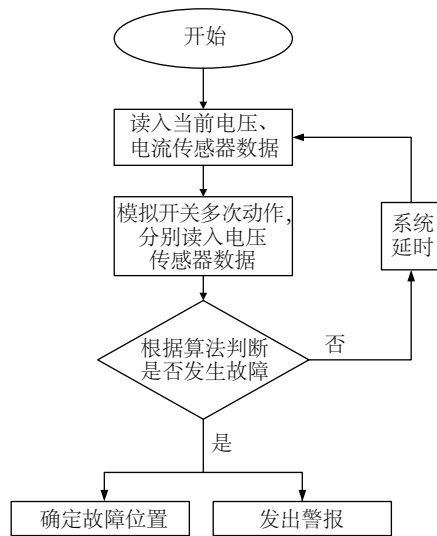 开始
读入当前电压、
电流传感器数据
模拟开关多次动作,
分别读入电压
传感器数据
系统
延时
根据算法判断
是否发生故障
否
是
确定故障位置
发出警报